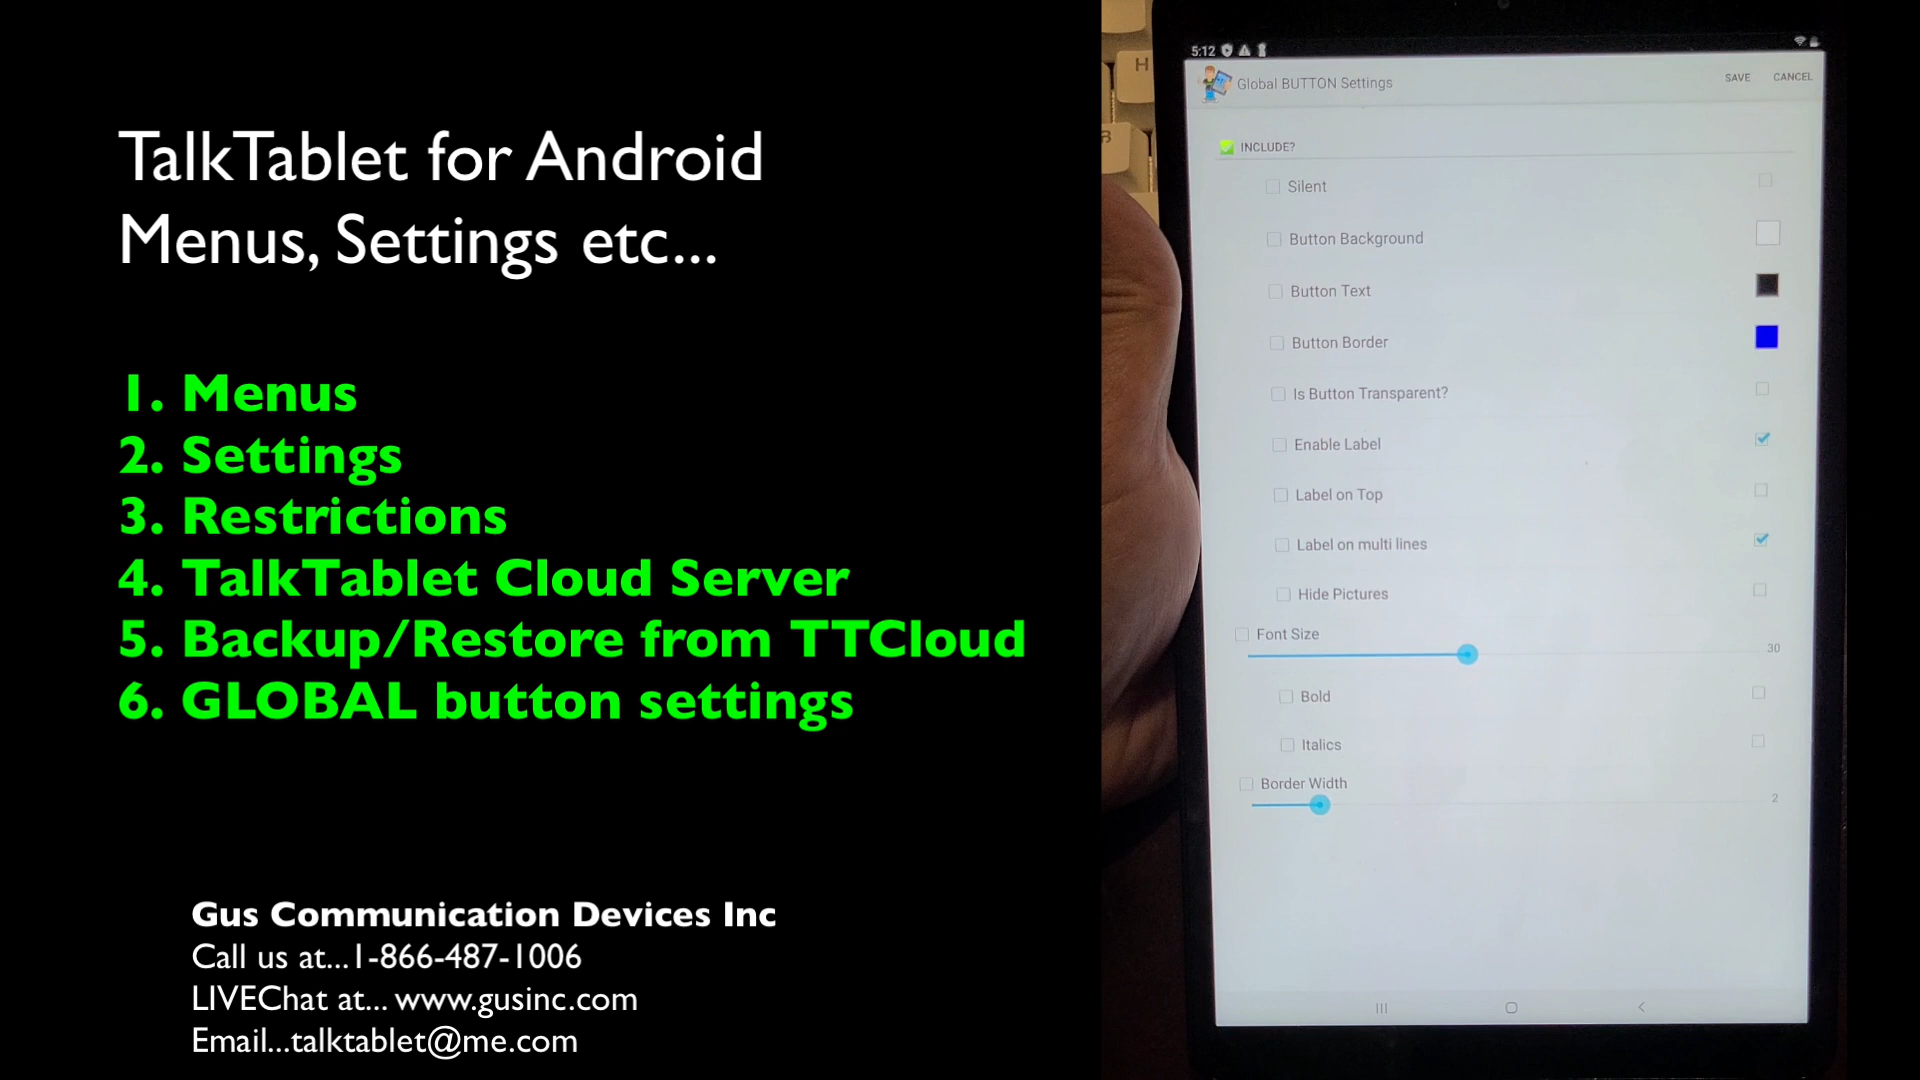 TalkTablet for Android
Menus, Settings etc...
1. Menus
2. Settings
3. Restrictions
4. TalkTablet Cloud Server
5. Backup/Restore from TTCloud
6. GLOBAL button settings
Gus Communication Devices Inc
Call us at...1-866-487-1006
LIVEChat at... www.gusinc.com
Email...talktablet@me.com
H
B
5:12
Global BUTTON Settings SAVE CANCEL
INCLUDE?
Silent
Button Background
Button Text
Button Border
Is Button Transparent?
Enable Label
Label on Top
Label on multi lines
Hide Pictures
Font Size
30
Bold
Italics
Border Width
2